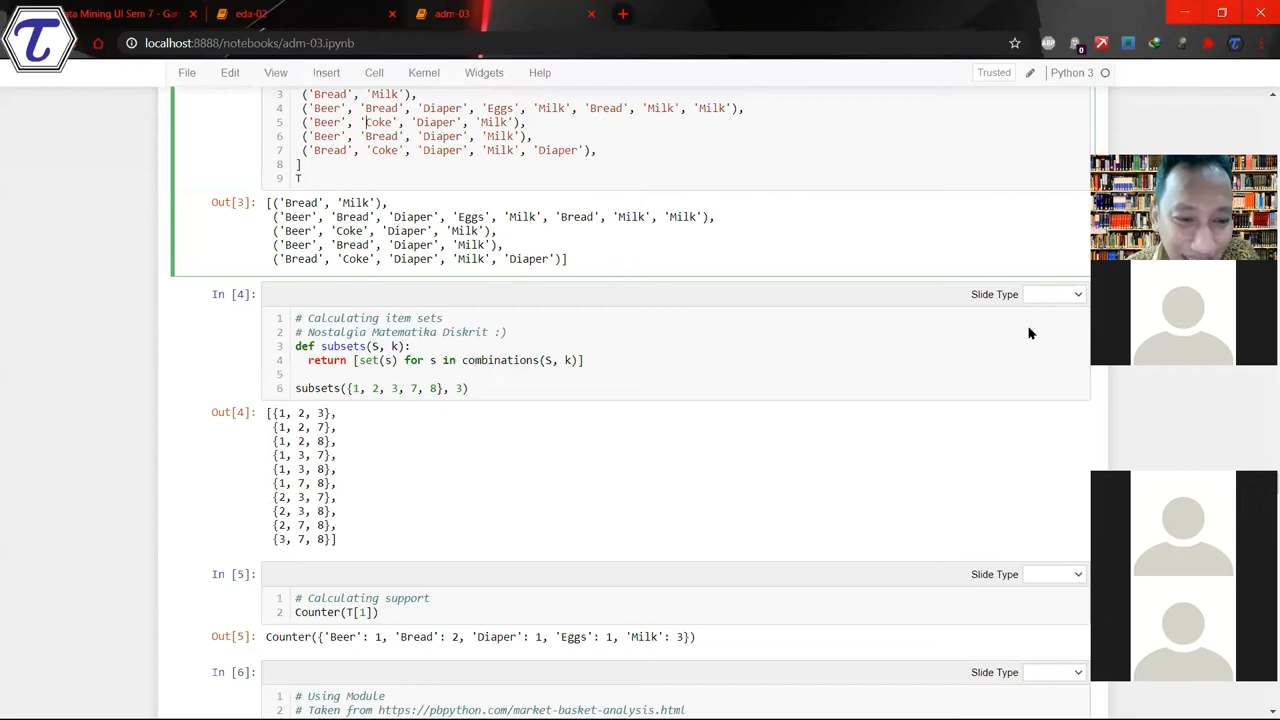 ata Mining UI Sem 7 - Gar
eda-02
adm-03
localhost:8888/notebooks/adm-03.ipynb
ABP
0
File Edit View Insert Cell Kernel Widgets Help
Trusted
Python 3
3 ('Bread', 'Milk'),
4 ('Beer', 'Bread', 'Diaper', 'Eggs', 'Milk', 'Bread', 'Milk', 'Milk'),
5 ('Beer', 'Coke', 'Diaper', 'Milk'),
6 ('Beer', 'Bread', 'Diaper', 'Milk'),
7 ('Bread', 'Coke', 'Diaper', 'Milk', 'Diaper'),
8 ]
9 T
Out[3]: [('Bread', 'Milk'),
('Beer', 'Bread', 'Diaper', 'Eggs', 'Milk', 'Bread', 'Milk', 'Milk'),
('Beer', 'Coke', 'Diaper', 'Milk'),
('Beer', 'Bread', 'Diaper', 'Milk'),
('Bread', 'Coke', 'Diaper', 'Milk', 'Diaper')]
In [4]: Slide Type
1 # Calculating item sets
2 # Nostalgia Matematika Diskrit :)
3 def subsets(S, k):
4 return [set(s) for s in combinations(S, k)]
5
6 subsets({1, 2, 3, 7, 8}, 3)
Out[4]: [{1, 2, 3},
{1, 2, 7},
{1, 2, 8},
{1, 3, 7},
{1, 3, 8},
{1, 7, 8},
{2, 3, 7},
{2, 3, 8},
{2, 7, 8},
{3, 7, 8}]
In [5]: Slide Type
1 # Calculating support
2 Counter(T[1])
Out[5]: Counter({'Beer': 1, 'Bread': 2, 'Diaper': 1, 'Eggs': 1, 'Milk': 3})
In [6]: Slide Type
1 # Using Module
2 # Taken from https://pbpython.com/market-basket-analysis.html